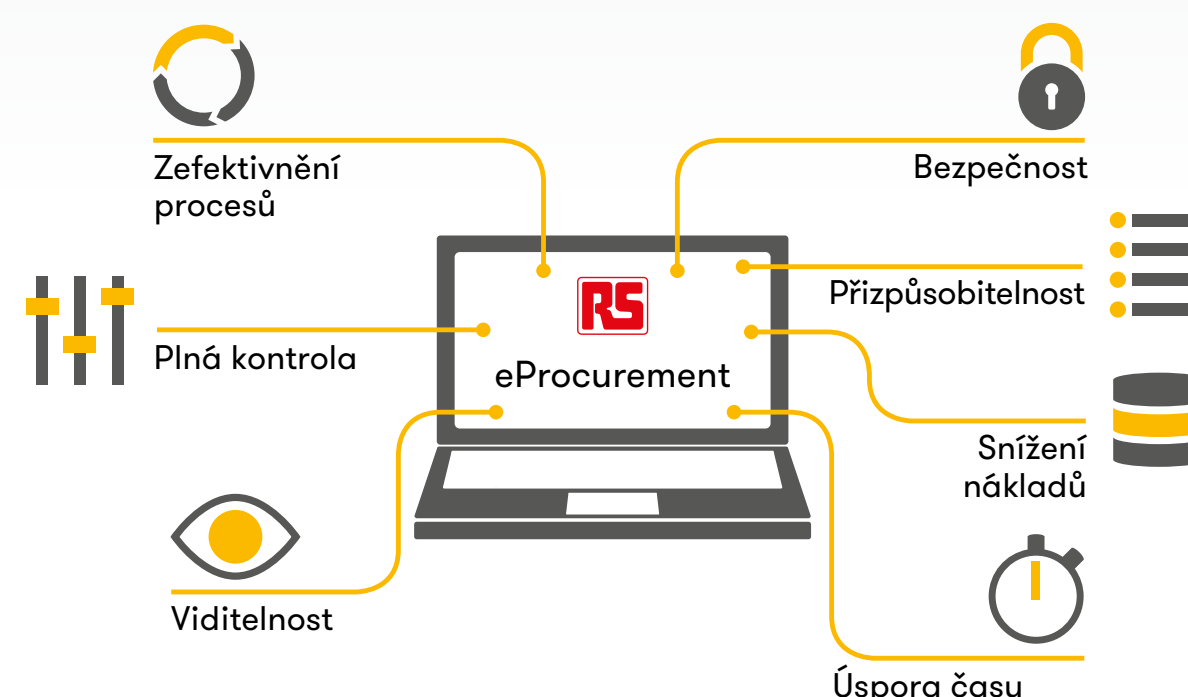 Zefektivnění
procesů
Bezpečnost
Přizpůsobitelnost
RS
Plná kontrola
eProcurement
Snížení
nákladů
Viditelnost
Úspora času